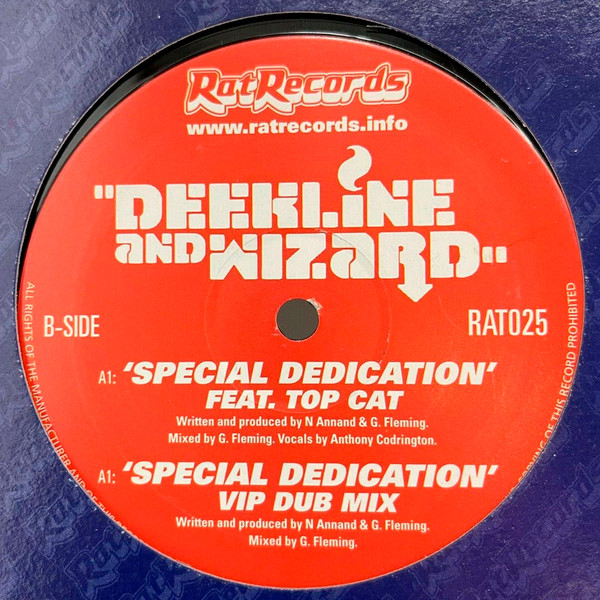 RatRecords
www.ratrecords.info
"DEEKLiNE
AND WIZARD"
B-SIDE
RAT025
A1: 'SPECIAL DEDICATION'
FEAT. TOP CAT
Written and produced by N Annand & G. Fleming.
Mixed by G. Fleming. Vocals by Anthony Codrington.
A1: 'SPECIAL DEDICATION'
VIP DUB MIX
Written and produced by N Annand & G. Fleming.
Mixed by G. Fleming.
ALL RIGHTS OF THE MANUFACTURER AND OF
OF THIS RECORD PROHIBITED